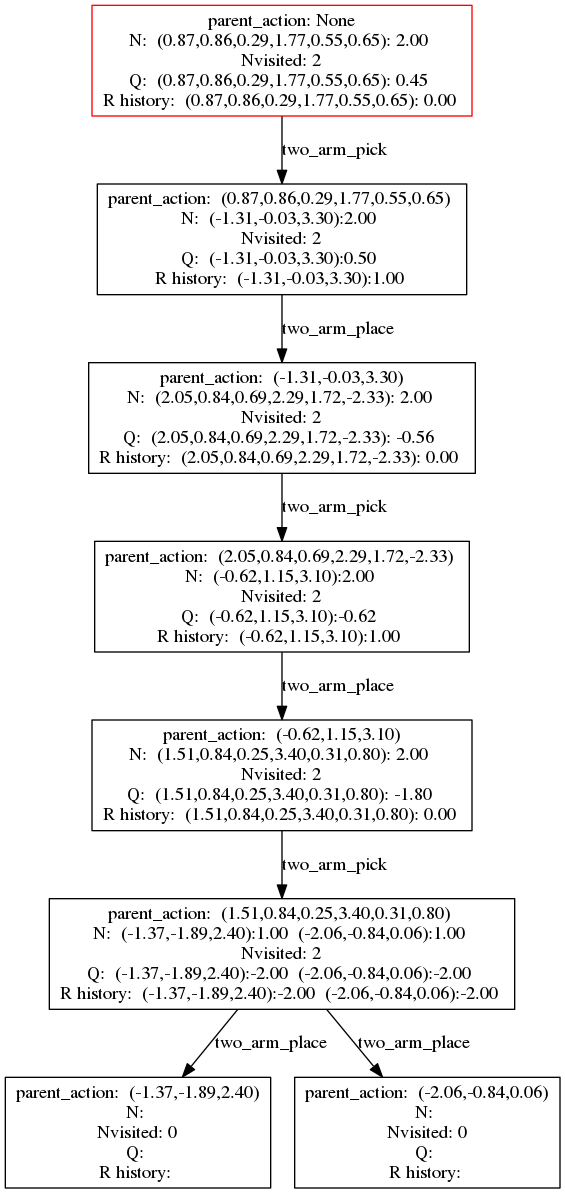 parent_action: None
N: (0.87,0.86,0.29,1.77,0.55,0.65): 2.00
Nvisited: 2
Q: (0.87,0.86,0.29,1.77,0.55,0.65): 0.45
R history: (0.87,0.86,0.29,1.77,0.55,0.65): 0.00
two_arm_pick
parent_action: (0.87,0.86,0.29,1.77,0.55,0.65)
N: (-1.31,-0.03,3.30):2.00
Nvisited: 2
Q: (-1.31,-0.03,3.30):0.50
R history: (-1.31,-0.03,3.30):1.00
two_arm_place
parent_action: (-1.31,-0.03,3.30)
N: (2.05,0.84,0.69,2.29,1.72,-2.33): 2.00
Nvisited: 2
Q: (2.05,0.84,0.69,2.29,1.72,-2.33): -0.56
R history: (2.05,0.84,0.69,2.29,1.72,-2.33): 0.00
two_arm_pick
parent_action: (2.05,0.84,0.69,2.29,1.72,-2.33)
N: (-0.62,1.15,3.10):2.00
Nvisited: 2
Q: (-0.62,1.15,3.10):-0.62
R history: (-0.62,1.15,3.10):1.00
two_arm_place
parent_action: (-0.62,1.15,3.10)
N: (1.51,0.84,0.25,3.40,0.31,0.80): 2.00
Nvisited: 2
Q: (1.51,0.84,0.25,3.40,0.31,0.80): -1.80
R history: (1.51,0.84,0.25,3.40,0.31,0.80): 0.00
two_arm_pick
parent_action: (1.51,0.84,0.25,3.40,0.31,0.80)
N: (-1.37,-1.89,2.40):1.00 (-2.06,-0.84,0.06):1.00
Nvisited: 2
Q: (-1.37,-1.89,2.40):-2.00 (-2.06,-0.84,0.06):-2.00
R history: (-1.37,-1.89,2.40):-2.00 (-2.06,-0.84,0.06):-2.00
two_arm_place
two_arm_place
parent_action: (-1.37,-1.89,2.40)
N:
Nvisited: 0
Q:
R history:
parent_action: (-2.06,-0.84,0.06)
N:
Nvisited: 0
Q:
R history: